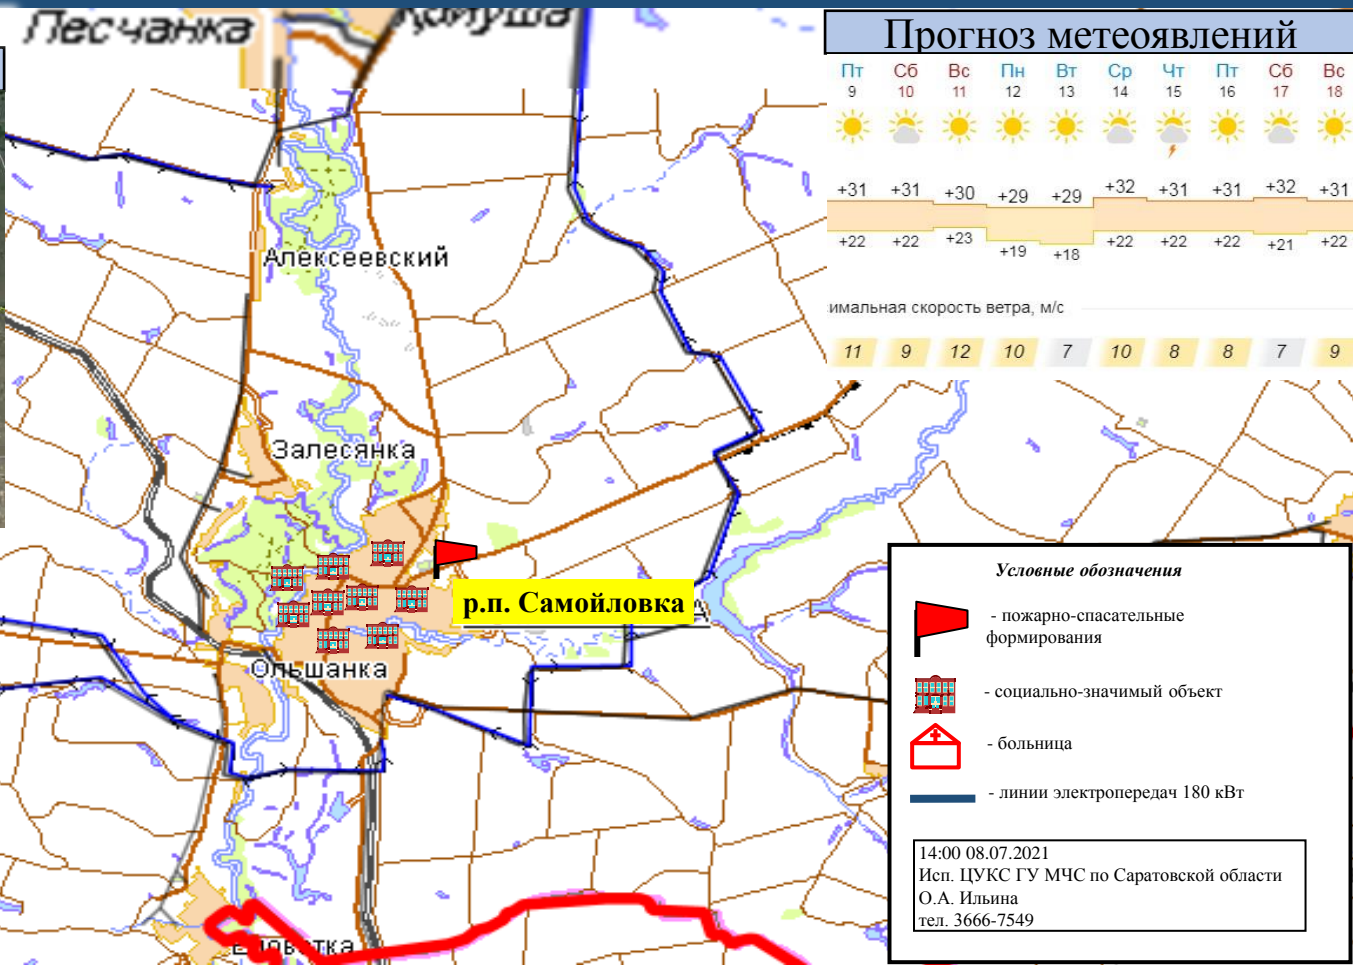 Песчанка
Прогноз метеоявлений
Пт Сб Вс Пн Вт Ср Чт Пт Сб Вс
9 10 11 12 13 14 15 16 17 18
+31 +31 +30 +29 +29 +32 +31 +31 +32 +31
+22 +22 +23 +19 +18 +22 +22 +22 +21 +22
имальная скорость ветра, м/с
11 9 12 10 7 10 8 8 7 9
Алексеевский
Залесянка
р.п. Самойловка
Ольшанка
Условные обозначения
- пожарно-спасательные
формирования
- социально-значимый объект
- больница
- линии электропередач 180 кВт
14:00 08.07.2021
Исп. ЦУКС ГУ МЧС по Саратовской области
О.А. Ильина
тел. 3666-7549